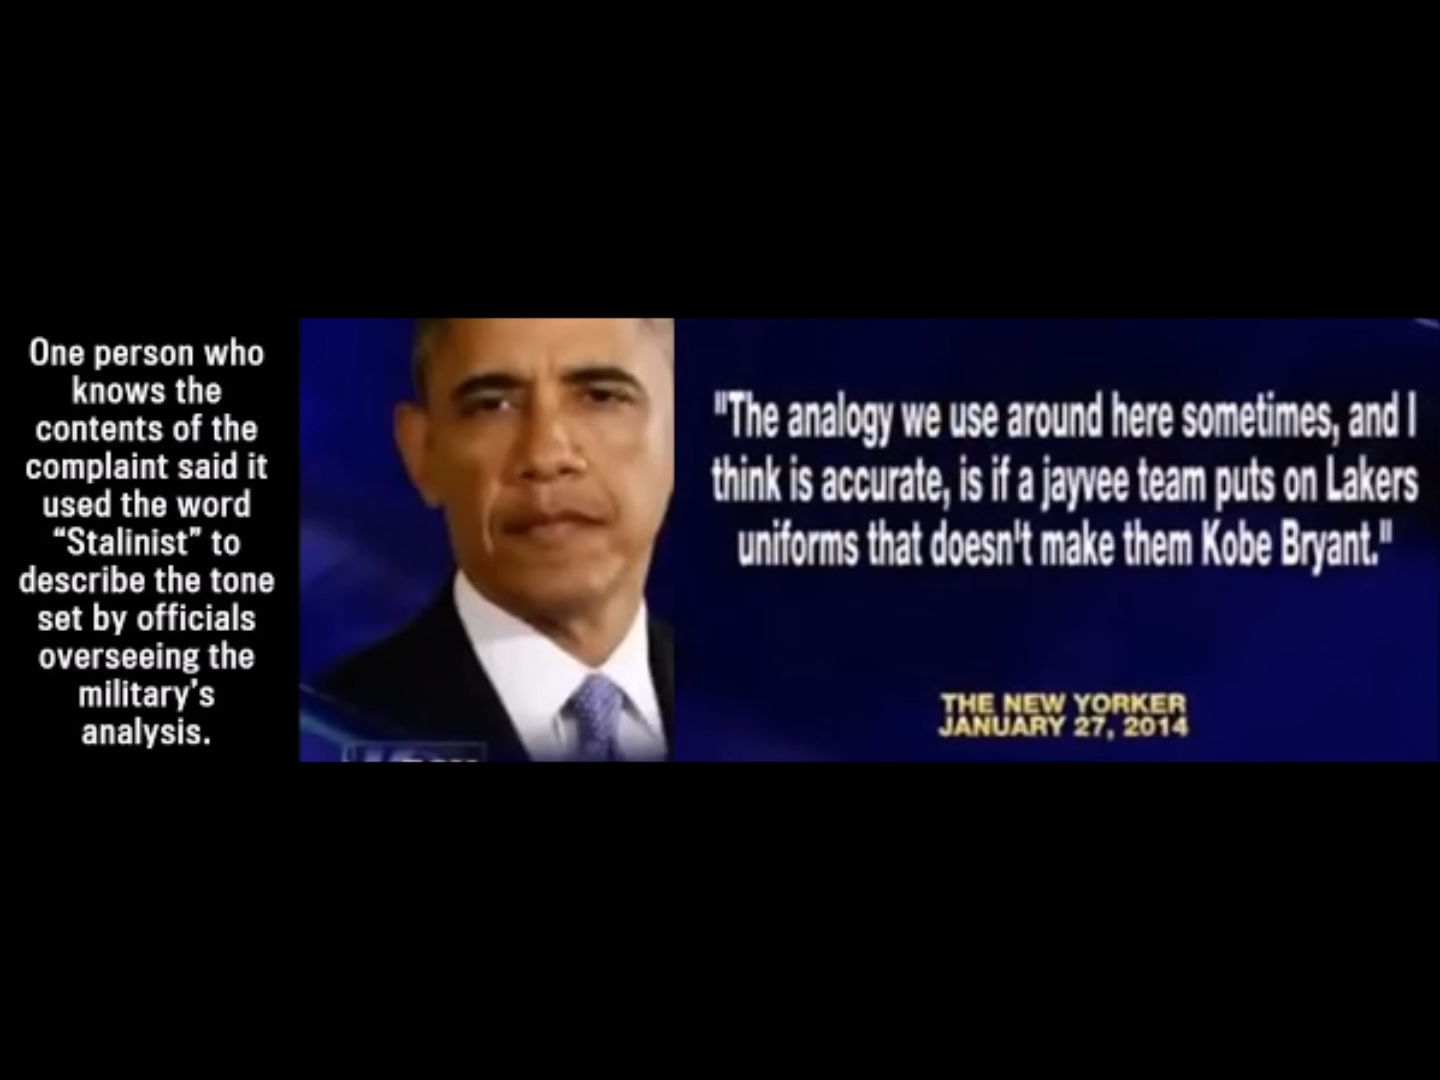 One person who
knows the
contents of the
complaint said it
used the word
“Stalinist” to
describe the tone
set by officials
overseeing the
military’s
analysis.
"The analogy we use around here sometimes, and I
think is accurate, is if a jayvee team puts on Lakers
uniforms that doesn't make them Kobe Bryant."
THE NEW YORKER
JANUARY 27, 2014